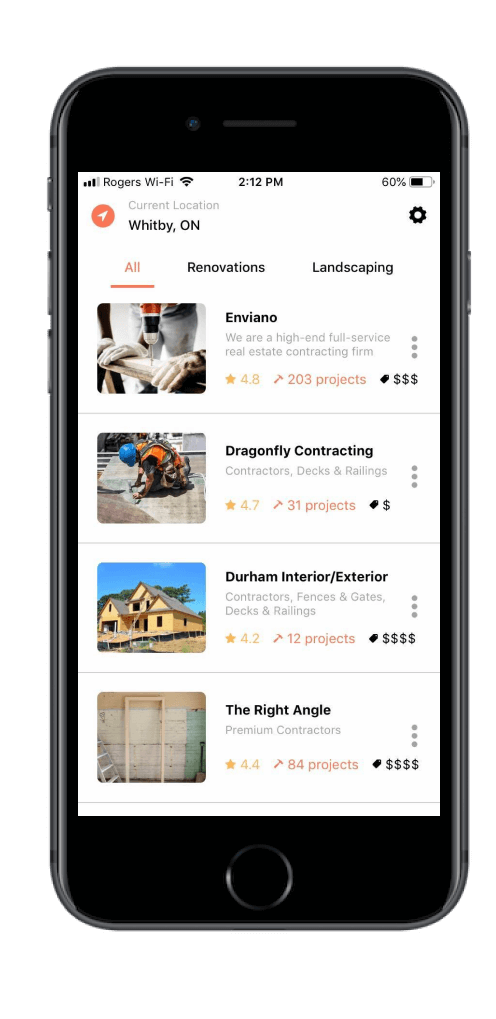 Rogers Wi-Fi 2:12 PM 60%
Current Location
Whitby, ON
All Renovations Landscaping
Enviano
We are a high-end full-service
real estate contracting firm
4.8 203 projects $$$
Dragonfly Contracting
Contractors, Decks & Railings
4.7 31 projects $
Durham Interior/Exterior
Contractors, Fences & Gates,
Decks & Railings
4.2 12 projects $$$$
The Right Angle
Premium Contractors
4.4 84 projects $$$$